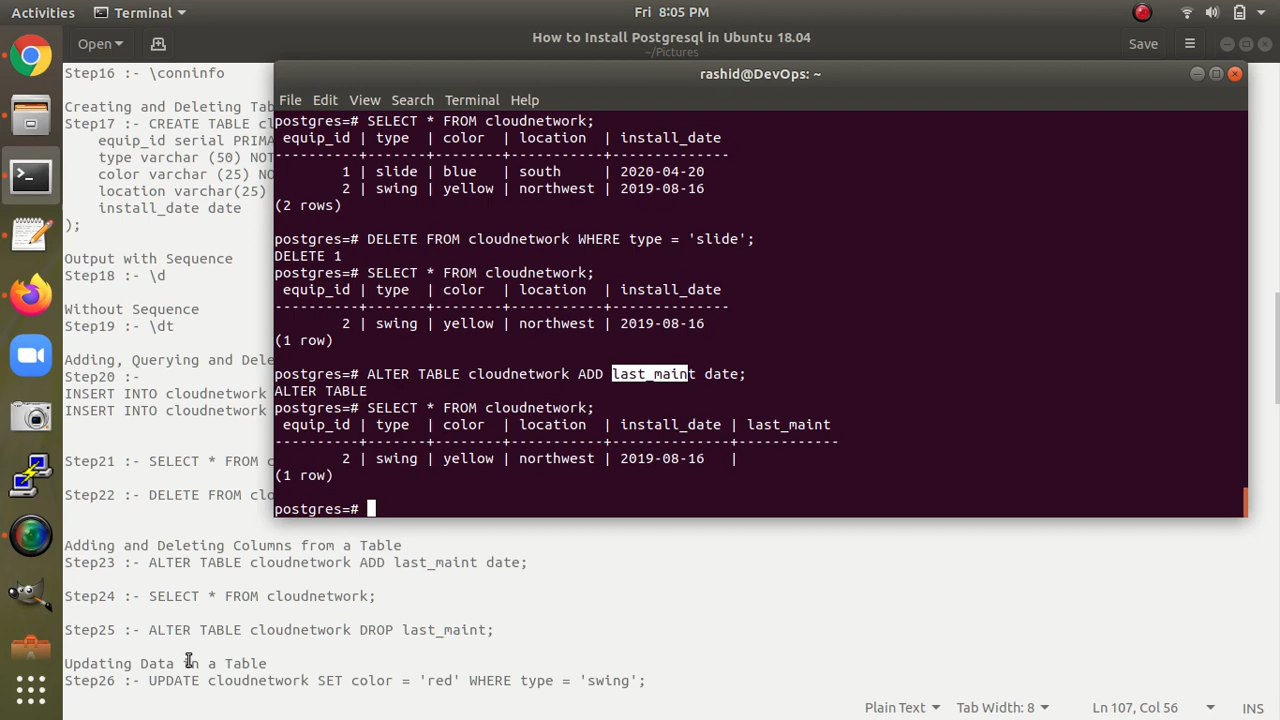 Activities Terminal Fri 8:05 PM
Open How to Install Postgresql in Ubuntu 18.04 Save
~/Pictures
rashid@DevOps: ~
File Edit View Search Terminal Help
postgres=# SELECT * FROM cloudnetwork;
equip_id | type | color | location | install_date
----------+-------+--------+-----------+--------------
1 | slide | blue | south | 2020-04-20
2 | swing | yellow | northwest | 2019-08-16
(2 rows)
postgres=# DELETE FROM cloudnetwork WHERE type = 'slide';
DELETE 1
postgres=# SELECT * FROM cloudnetwork;
equip_id | type | color | location | install_date
----------+-------+--------+-----------+--------------
2 | swing | yellow | northwest | 2019-08-16
(1 row)
postgres=# ALTER TABLE cloudnetwork ADD last_maint date;
ALTER TABLE
postgres=# SELECT * FROM cloudnetwork;
equip_id | type | color | location | install_date | last_maint
----------+-------+--------+-----------+--------------+------------
2 | swing | yellow | northwest | 2019-08-16 |
(1 row)
postgres=#
Step16 :- \conninfo
Creating and Deleting Tab
Step17 :- CREATE TABLE cl
equip_id serial PRIMA
type varchar (50) NOT
color varchar (25) NO
location varchar(25)
install_date date
);
Output with Sequence
Step18 :- \d
Without Sequence
Step19 :- \dt
Adding, Querying and Dele
Step20 :-
INSERT INTO cloudnetwork
INSERT INTO cloudnetwork
Step21 :- SELECT * FROM c
Step22 :- DELETE FROM clo
Adding and Deleting Columns from a Table
Step23 :- ALTER TABLE cloudnetwork ADD last_maint date;
Step24 :- SELECT * FROM cloudnetwork;
Step25 :- ALTER TABLE cloudnetwork DROP last_maint;
Updating Data in a Table
Step26 :- UPDATE cloudnetwork SET color = 'red' WHERE type = 'swing';
Plain Text Tab Width: 8 Ln 107, Col 56 INS